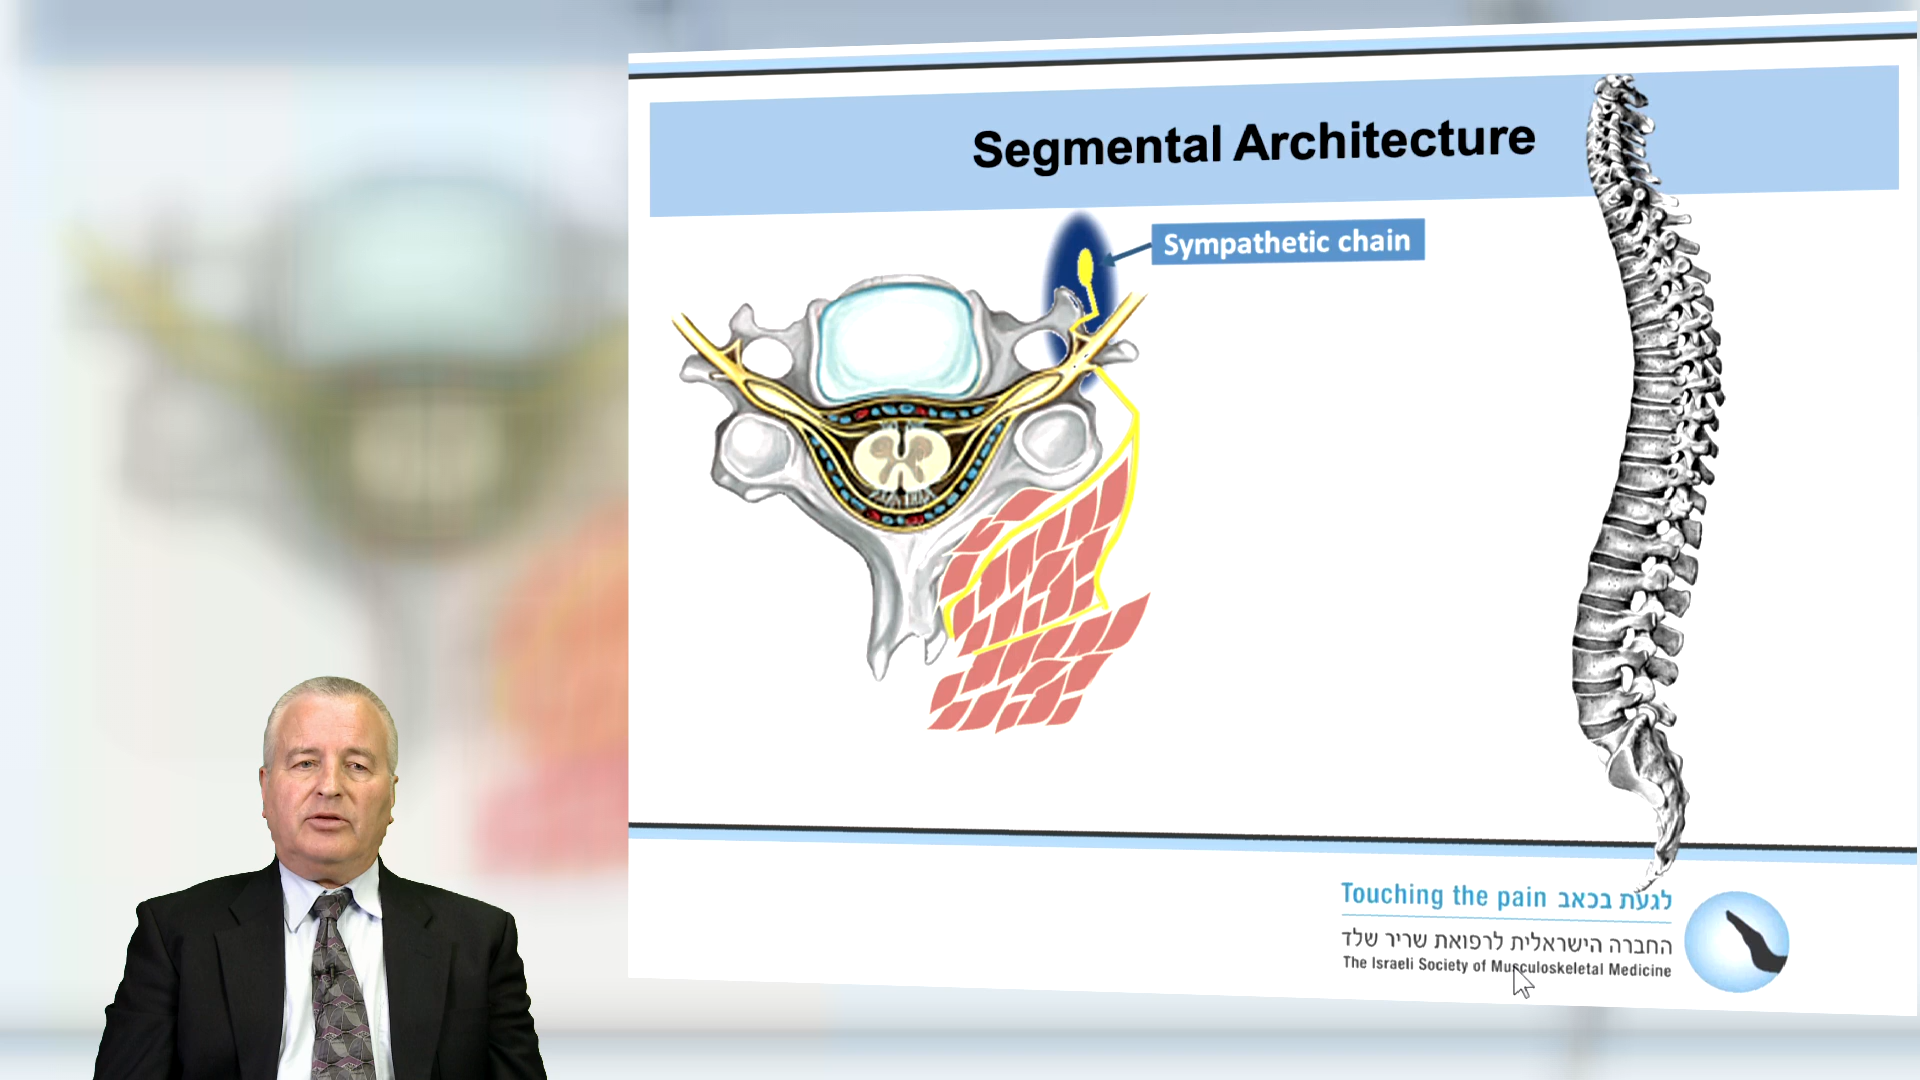 Segmental Architecture
Sympathetic chain
Touching the pain לגעת בכאב
החברה הישראלית לרפואת שריר שלד
The Israeli Society of Musculoskeletal Medicine